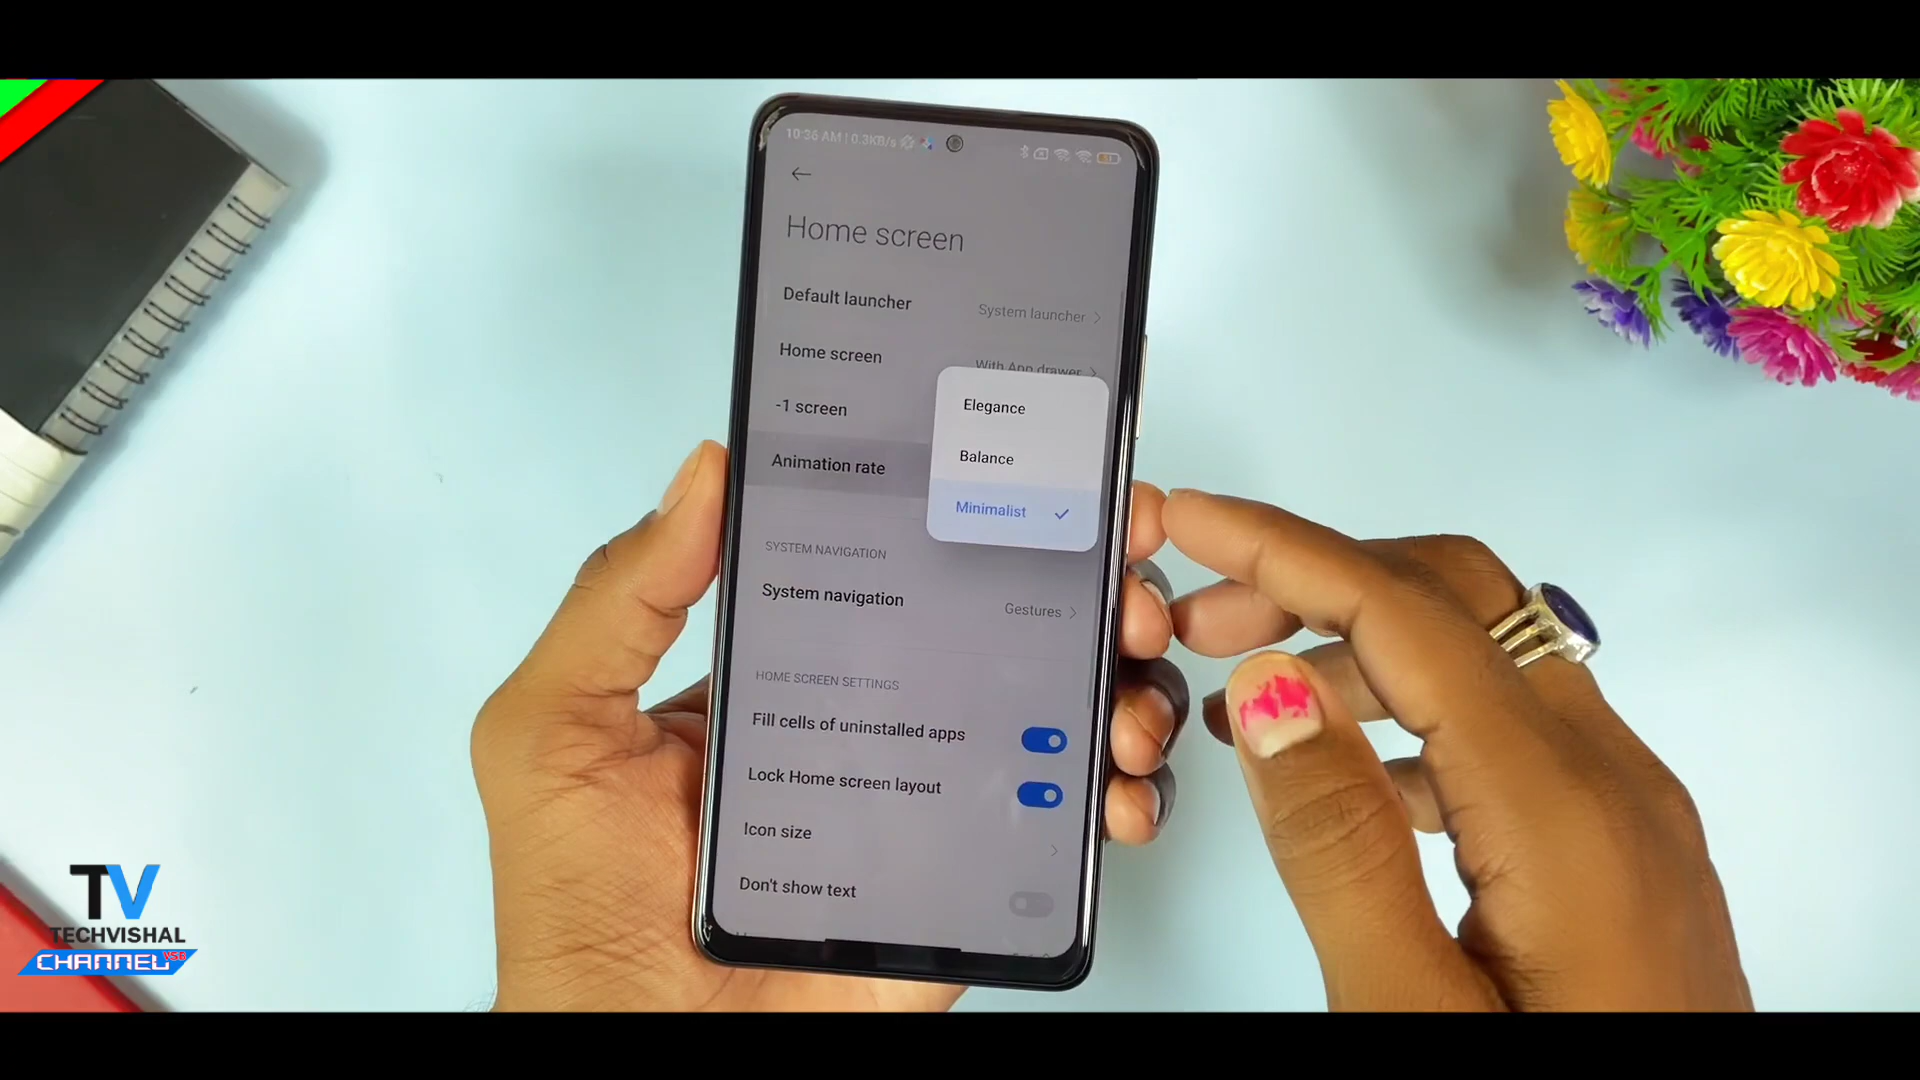 10:36 AM | 0.3KB/s
51
Home screen
Default launcher
System launcher
Home screen
With App drawer
-1 screen
Animation rate
Elegance
Balance
Minimalist
SYSTEM NAVIGATION
System navigation
Gestures
HOME SCREEN SETTINGS
Fill cells of uninstalled apps
Lock Home screen layout
Icon size
Don't show text
TV
TECHVISHAL
CHANNEL VSB